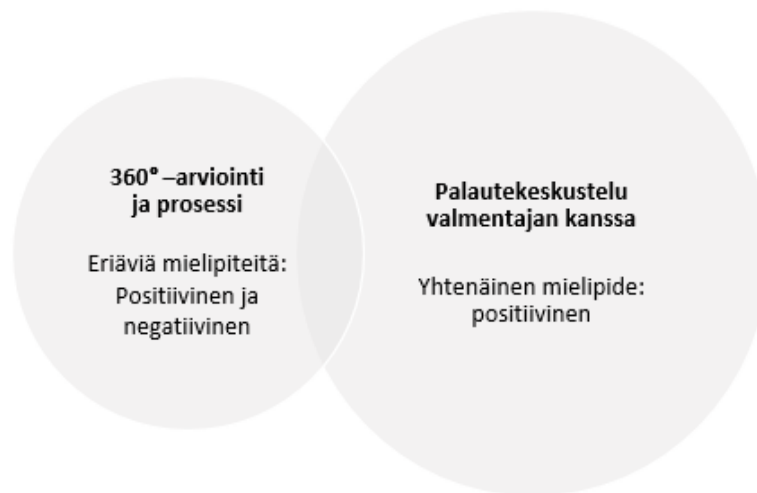 360° –arviointi
ja prosessi
Eriäviä mielipiteitä:
Positiivinen ja
negatiivinen
Palautekeskustelu
valmentajan kanssa
Yhtenäinen mielipide:
positiivinen